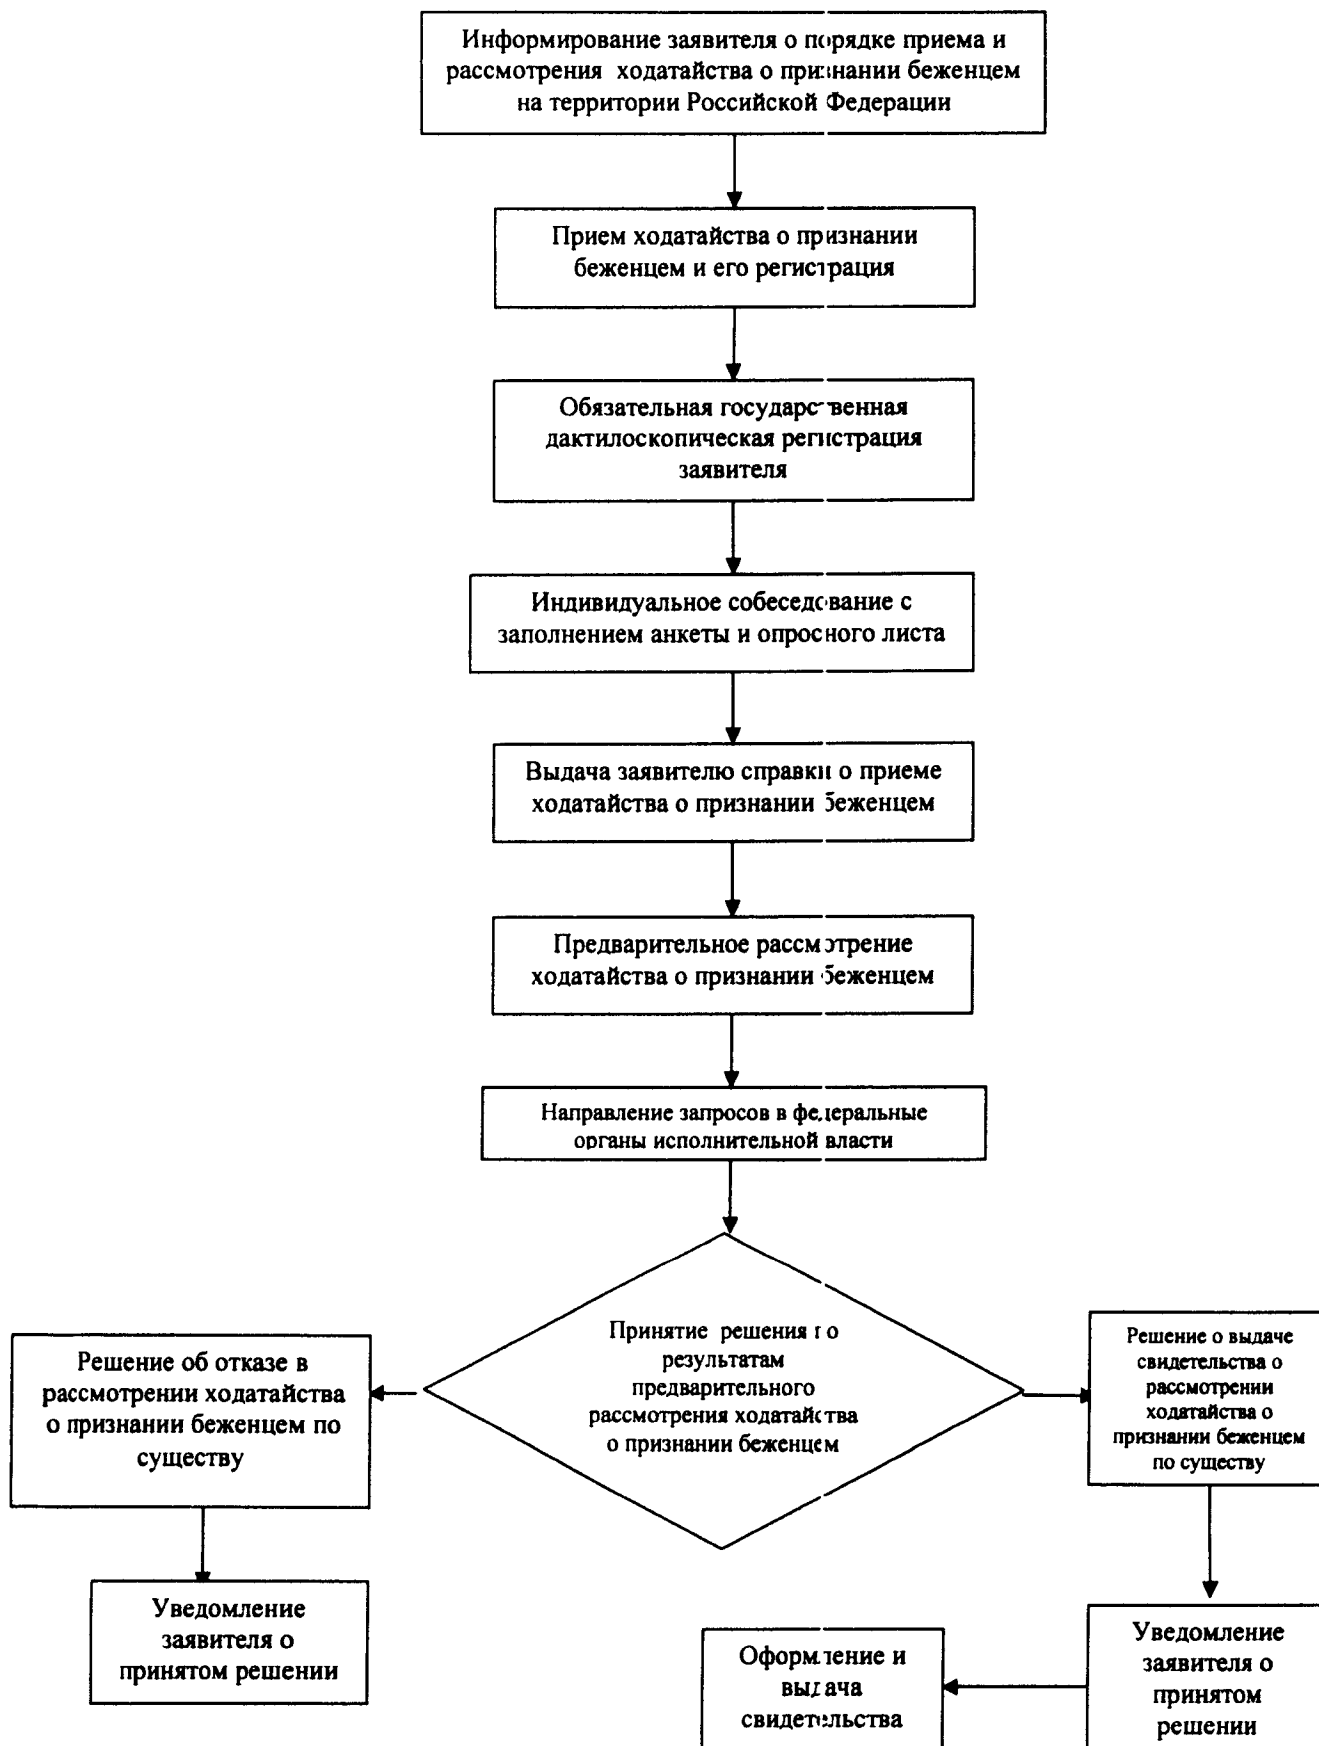 Информирование заявителя о порядке приема и
рассмотрения ходатайства о признании беженцем
на территории Российской Федерации
Прием ходатайства о признании
беженцем и его регистрация
Обязательная государственная
дактилоскопическая регистрация
заявителя
Индивидуальное собеседование с
заполнением анкеты и опросного листа
Выдача заявителю справки о приеме
ходатайства о признании беженцем
Предварительное рассмотрение
ходатайства о признании беженцем
Направление запросов в федеральные
органы исполнительной власти
Принятие решения по
результатам
предварительного
рассмотрения ходатайства
о признании беженцем
Решение об отказе в
рассмотрении ходатайства
о признании беженцем по
существу
Решение о выдаче
свидетельства о
рассмотрении
ходатайства о
признании беженцем
по существу
Уведомление
заявителя о
принятом решении
Оформление и
выдача
свидетельства
Уведомление
заявителя о
принятом
решении